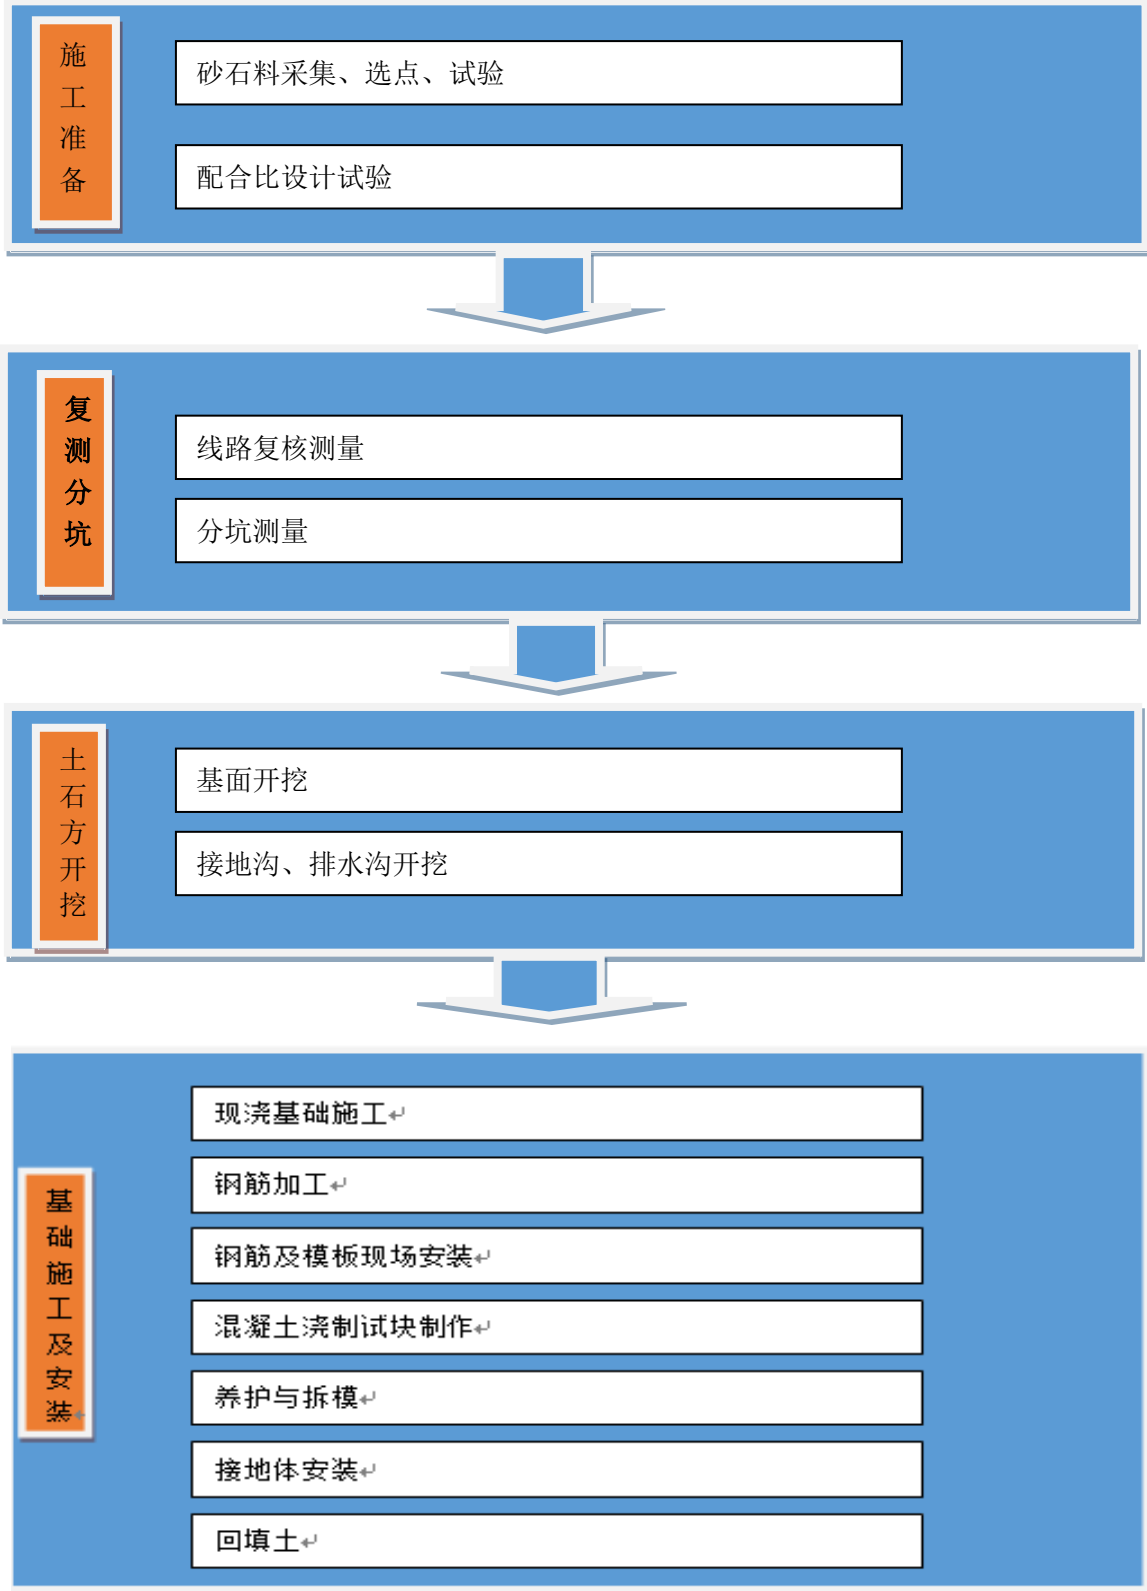 施工准备
砂石料采集、选点、试验
配合比设计试验
复测分坑
线路复核测量
分坑测量
土石方开挖
基面开挖
接地沟、排水沟开挖
基础施工及安装
现浇基础施工
钢筋加工
钢筋及模板现场安装
混凝土浇制试块制作
养护与拆模
接地体安装
回填土